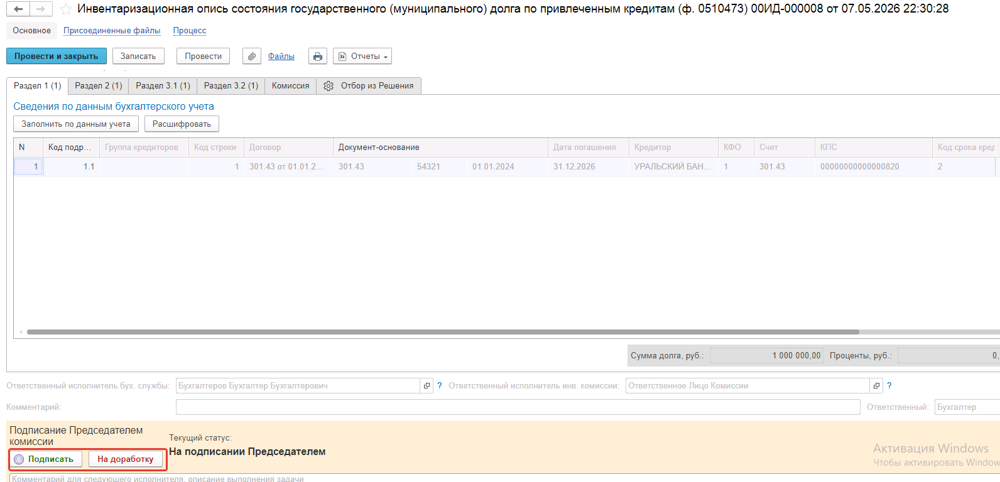 Инвентаризационная опись состояния государственного (муниципального) долга по привлеченным кредитам (ф. 0510473) 00ИД-000008 от 07.05.2026 22:30:28
Основное Присоединенные файлы Процесс
Провести и закрыть Записать Провести Файлы Отчеты
Раздел 1 (1) Раздел 2 (1) Раздел 3.1 (1) Раздел 3.2 (1) Комиссия Отбор из Решения
Сведения по данным бухгалтерского учета
Заполнить по данным учета Расшифровать
N Код подр... Группа кредиторов Код строки Договор Документ-основание Дата погашения Кредитор КФО Счет КПС Код срока кред
1 1.1 1 301.43 от 01.01.2... 301.43 54321 01.01.2024 31.12.2026 УРАЛЬСКИЙ БАН... 1 301.43 00000000000000820 2
Сумма долга, руб.: 1 000 000,00 Проценты, руб.: 0,
Ответственный исполнитель бух. службы: Бухгалтеров Бухгалтер Бухгалтерович ? Ответственный исполнитель инв. комиссии: Ответственное Лицо Комиссии ?
Комментарий: Ответственный: Бухгалтер
Подписание Председателем
комиссии
Текущий статус:
На подписании Председателем
Подписать На доработку
Активация Windows
Чтобы активировать Window
Комментарий для следующего исполнителя, описание выполнения задачи